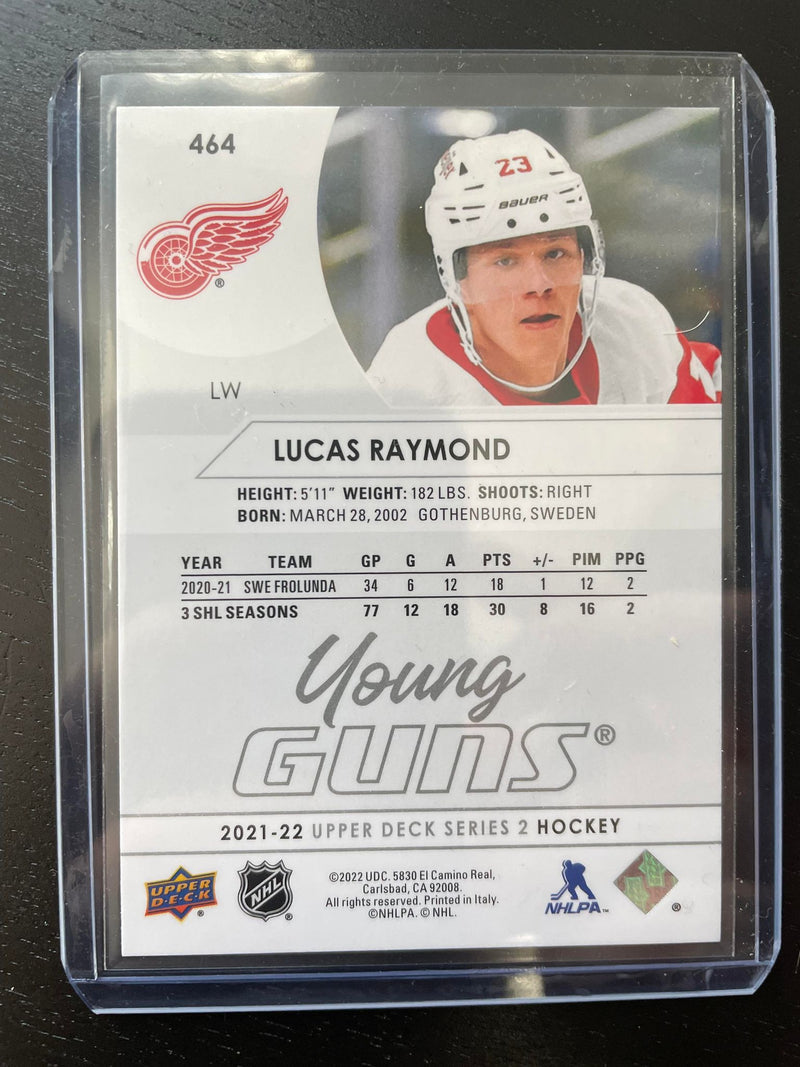 464
23
BAUER
®
LW
LUCAS RAYMOND
HEIGHT: 5'11" WEIGHT: 182 LBS. SHOOTS: RIGHT
BORN: MARCH 28, 2002 GOTHENBURG, SWEDEN
YEAR TEAM GP G A PTS +/- PIM PPG
2020-21 SWE FROLUNDA 34 6 12 18 1 12 2
3 SHL SEASONS 77 12 18 30 8 16 2
Young
GUNS®
2021-22 UPPER DECK SERIES 2 HOCKEY
UPPER
D·E·C·K
®
NHL
®
©2022 UDC. 5830 El Camino Real,
Carlsbad, CA 92008.
All rights reserved. Printed in Italy.
©NHLPA. © NHL.
NHLPA™
®